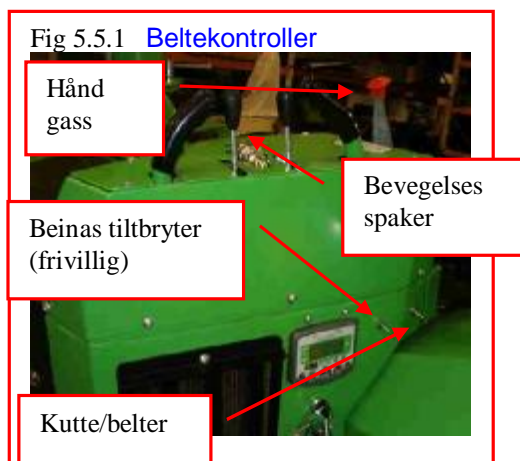 Fig 5.5.1 Beltekontroller
Hånd
gass
Bevegelses
spaker
Beinas tiltbryter
(frivillig)
Kutte/belter